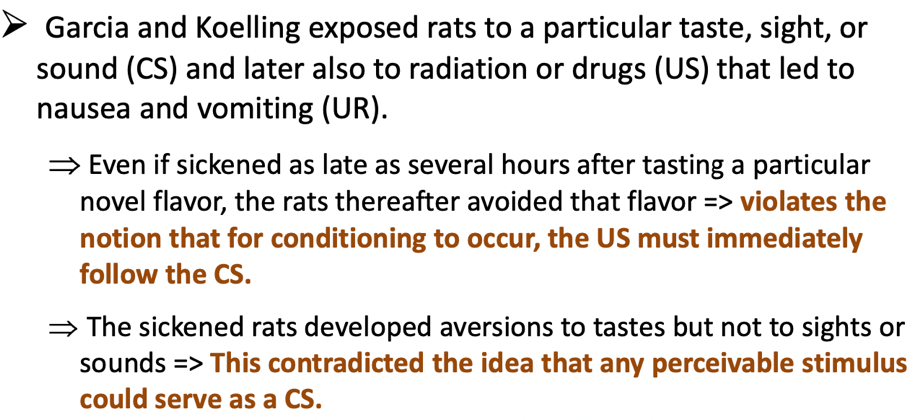 ➤ Garcia and Koelling exposed rats to a particular taste, sight, or
sound (CS) and later also to radiation or drugs (US) that led to
nausea and vomiting (UR).
⇒ Even if sickened as late as several hours after tasting a particular
novel flavor, the rats thereafter avoided that flavor => violates the
notion that for conditioning to occur, the US must immediately
follow the CS.
⇒ The sickened rats developed aversions to tastes but not to sights or
sounds => This contradicted the idea that any perceivable stimulus
could serve as a CS.